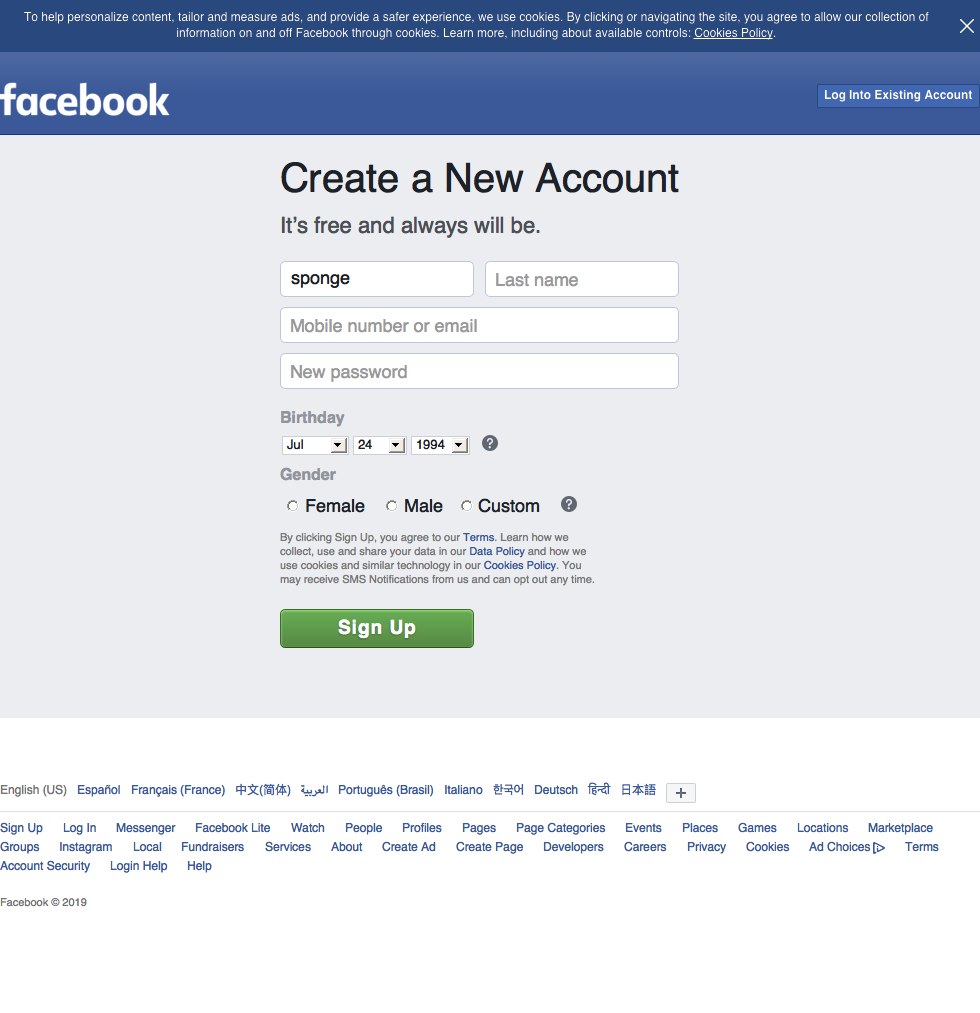 To help personalize content, tailor and measure ads, and provide a safer experience, we use cookies. By clicking or navigating the site, you agree to allow our collection of
information on and off Facebook through cookies. Learn more, including about available controls: Cookies Policy.
facebook
Log Into Existing Account
Create a New Account
It’s free and always will be.
sponge Last name
Mobile number or email
New password
Birthday
Jul 24 1994 ?
Gender
Female Male Custom ?
By clicking Sign Up, you agree to our Terms. Learn how we
collect, use and share your data in our Data Policy and how we
use cookies and similar technology in our Cookies Policy. You
may receive SMS Notifications from us and can opt out any time.
Sign Up
English (US) Español Français (France) 中文(简体) العربية Português (Brasil) Italiano 한국어 Deutsch हिन्दी 日本語 +
Sign Up Log In Messenger Facebook Lite Watch People Profiles Pages Page Categories Events Places Games Locations Marketplace
Groups Instagram Local Fundraisers Services About Create Ad Create Page Developers Careers Privacy Cookies Ad Choices Terms
Account Security Login Help Help
Facebook © 2019